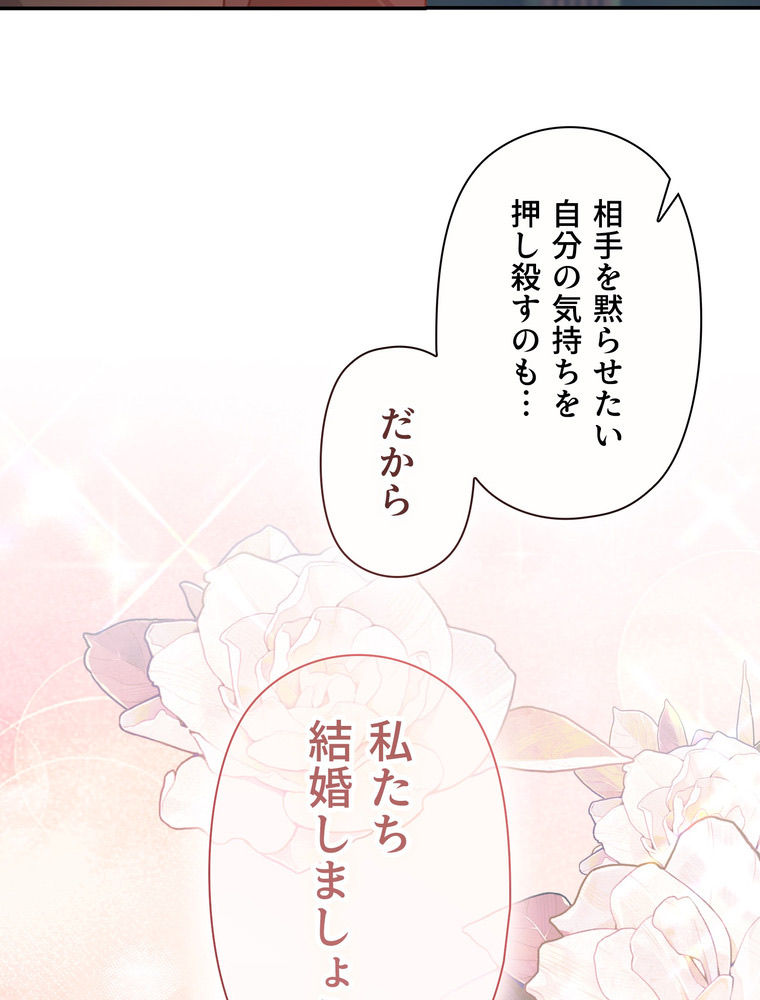 相手を黙らせたい
自分の気持ちを
押し殺すのも…
だから
私たち
結婚しましょ